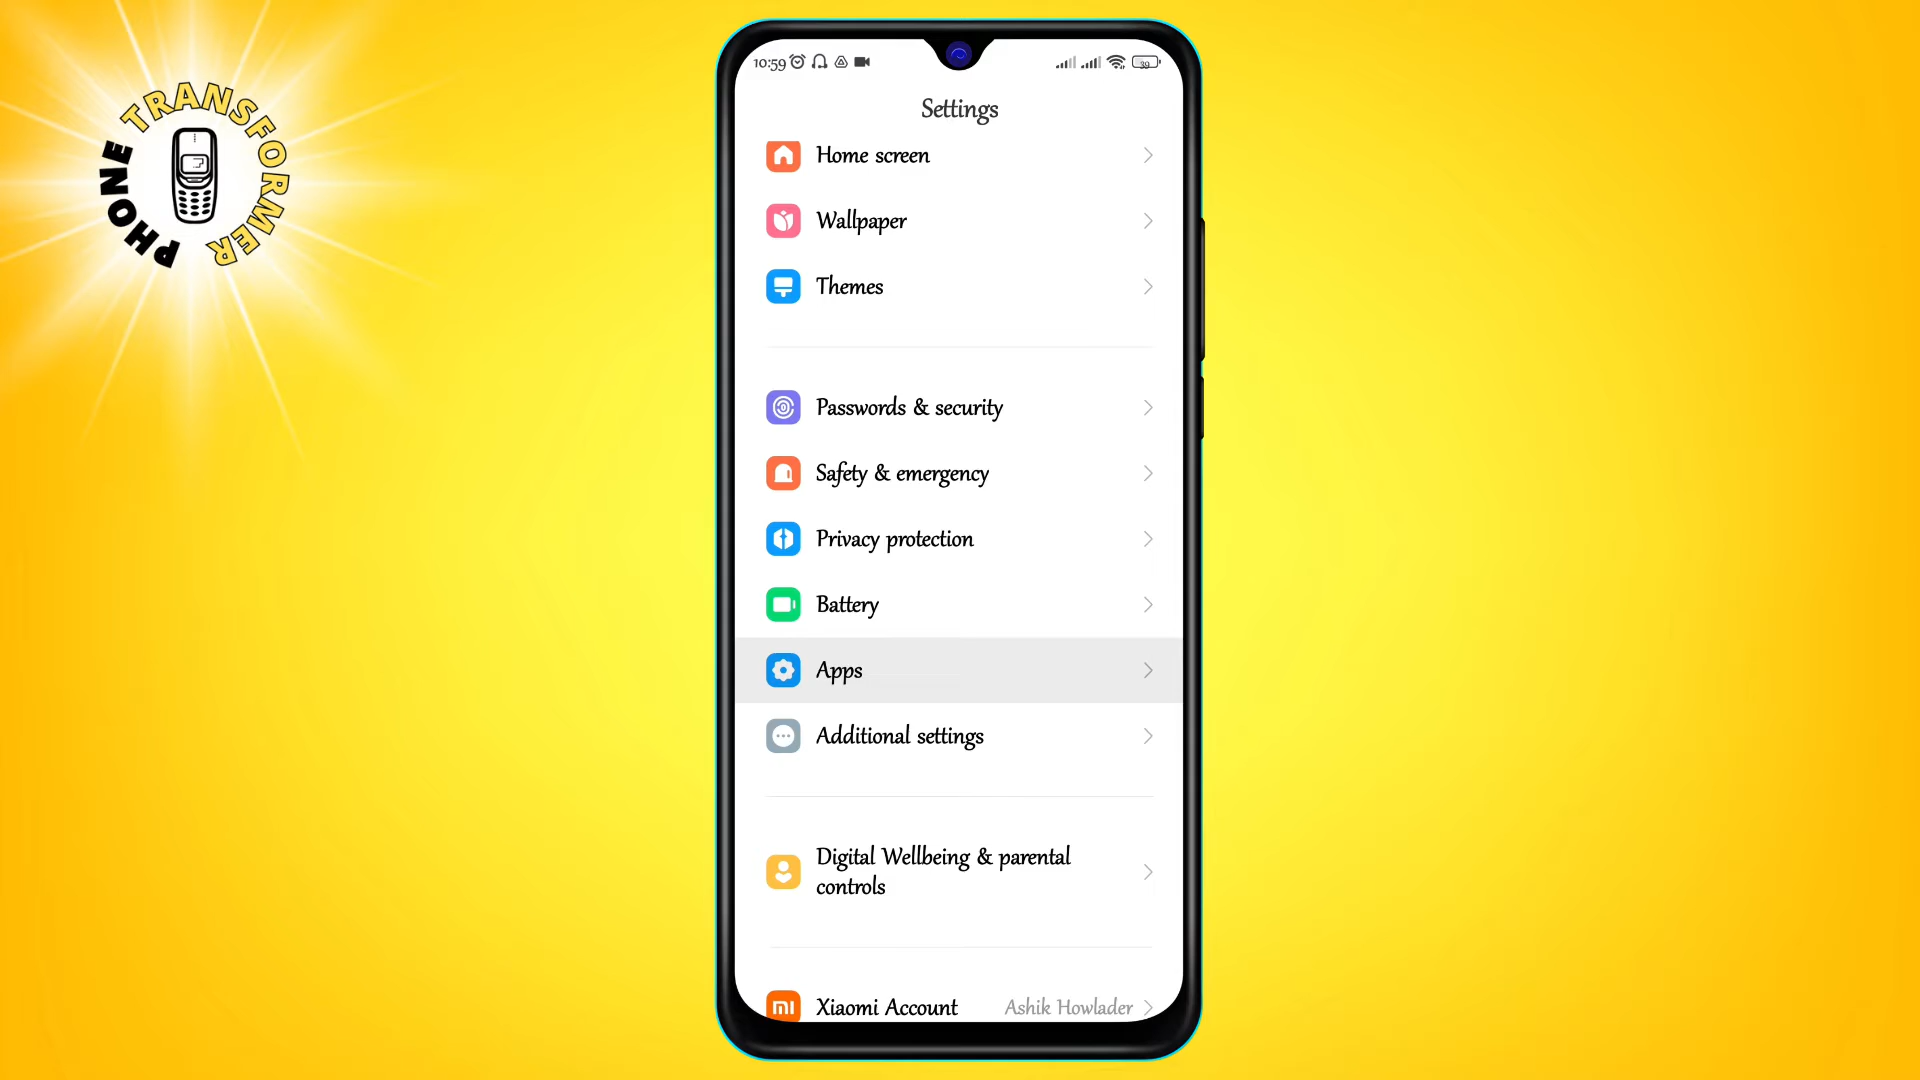 PHONE TRANSFORMER
10:59
39
Settings
Home screen
Wallpaper
Themes
Passwords & security
Safety & emergency
Privacy protection
Battery
Apps
Additional settings
Digital Wellbeing & parental
controls
Xiaomi Account Ashik Howlader